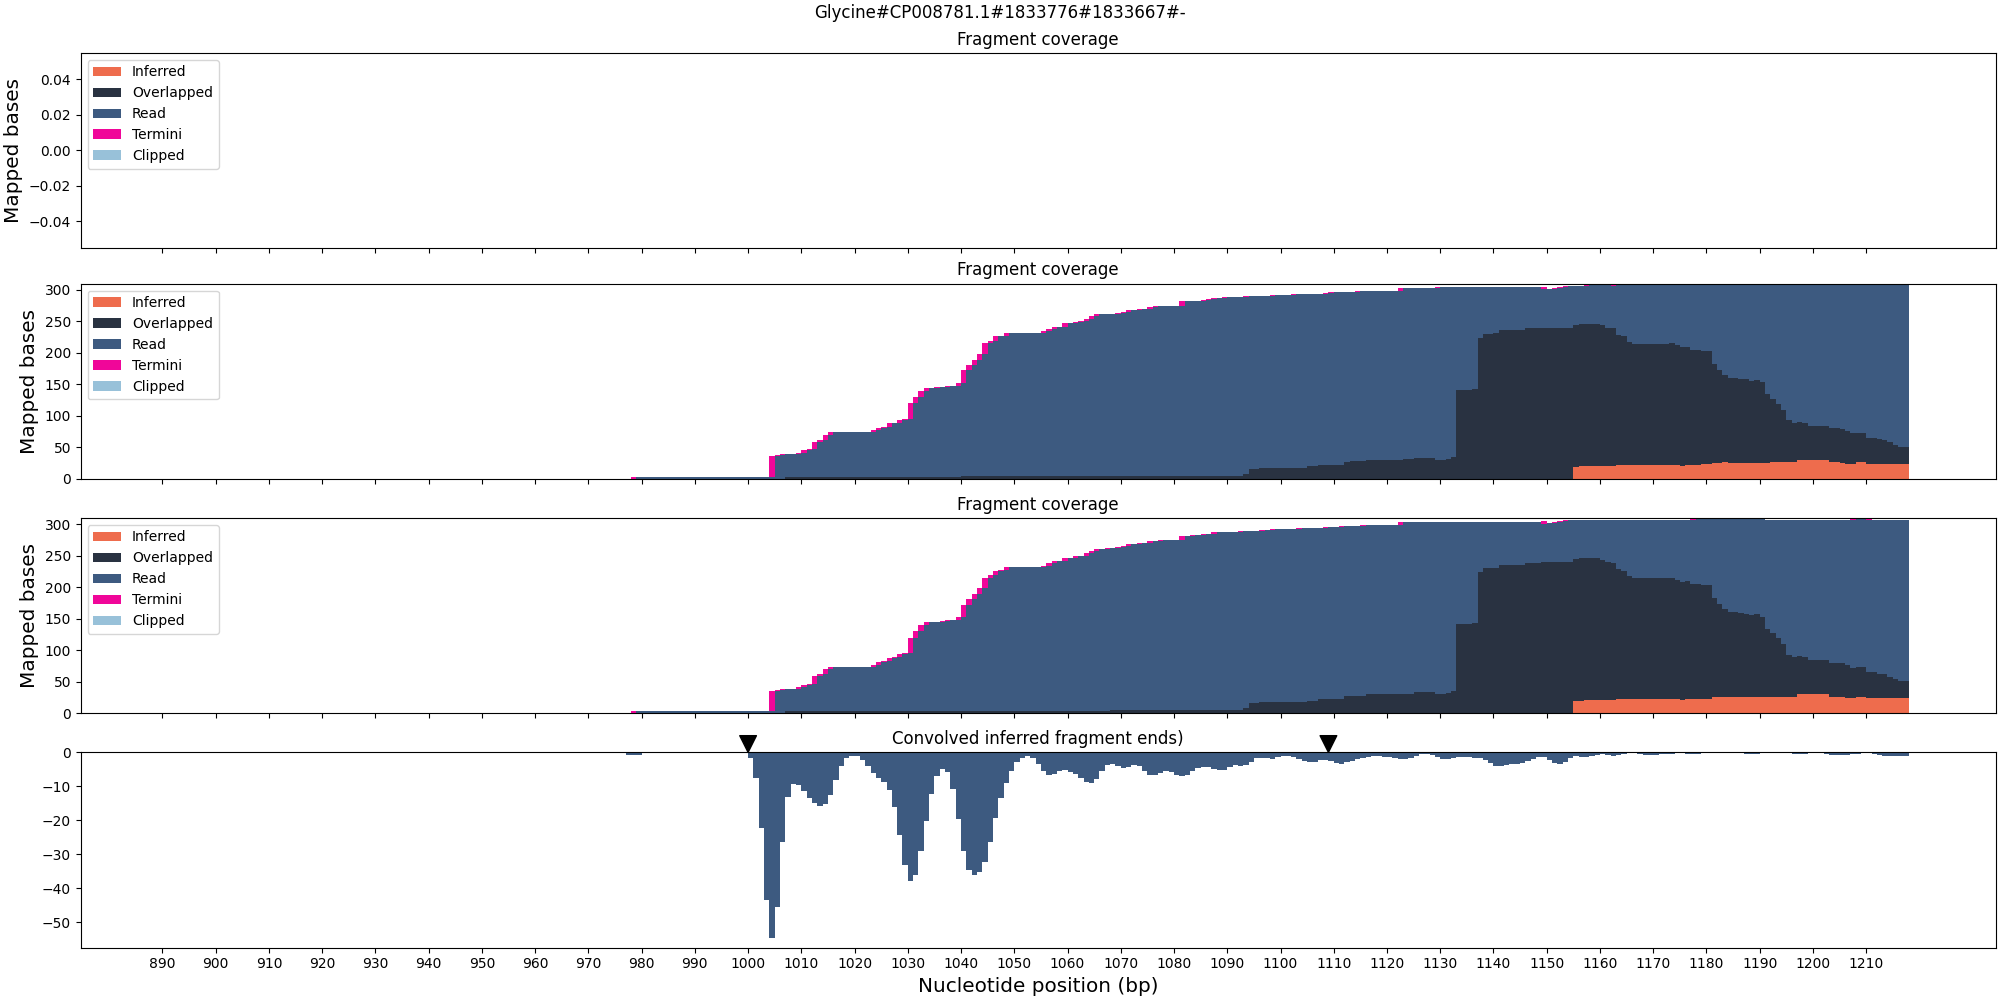 Glycine#CP008781.1#1833776#1833667#-
Fragment coverage
Mapped bases
0.04
0.02
0.00
−0.02
−0.04
Inferred
Overlapped
Read
Termini
Clipped
Fragment coverage
Mapped bases
300
250
200
150
100
50
0
Inferred
Overlapped
Read
Termini
Clipped
Fragment coverage
Mapped bases
300
250
200
150
100
50
0
Inferred
Overlapped
Read
Termini
Clipped
Convolved inferred fragment ends)
0
−10
−20
−30
−40
−50
890 900 910 920 930 940 950 960 970 980 990 1000 1010 1020 1030 1040 1050 1060 1070 1080 1090 1100 1110 1120 1130 1140 1150 1160 1170 1180 1190 1200 1210
Nucleotide position (bp)